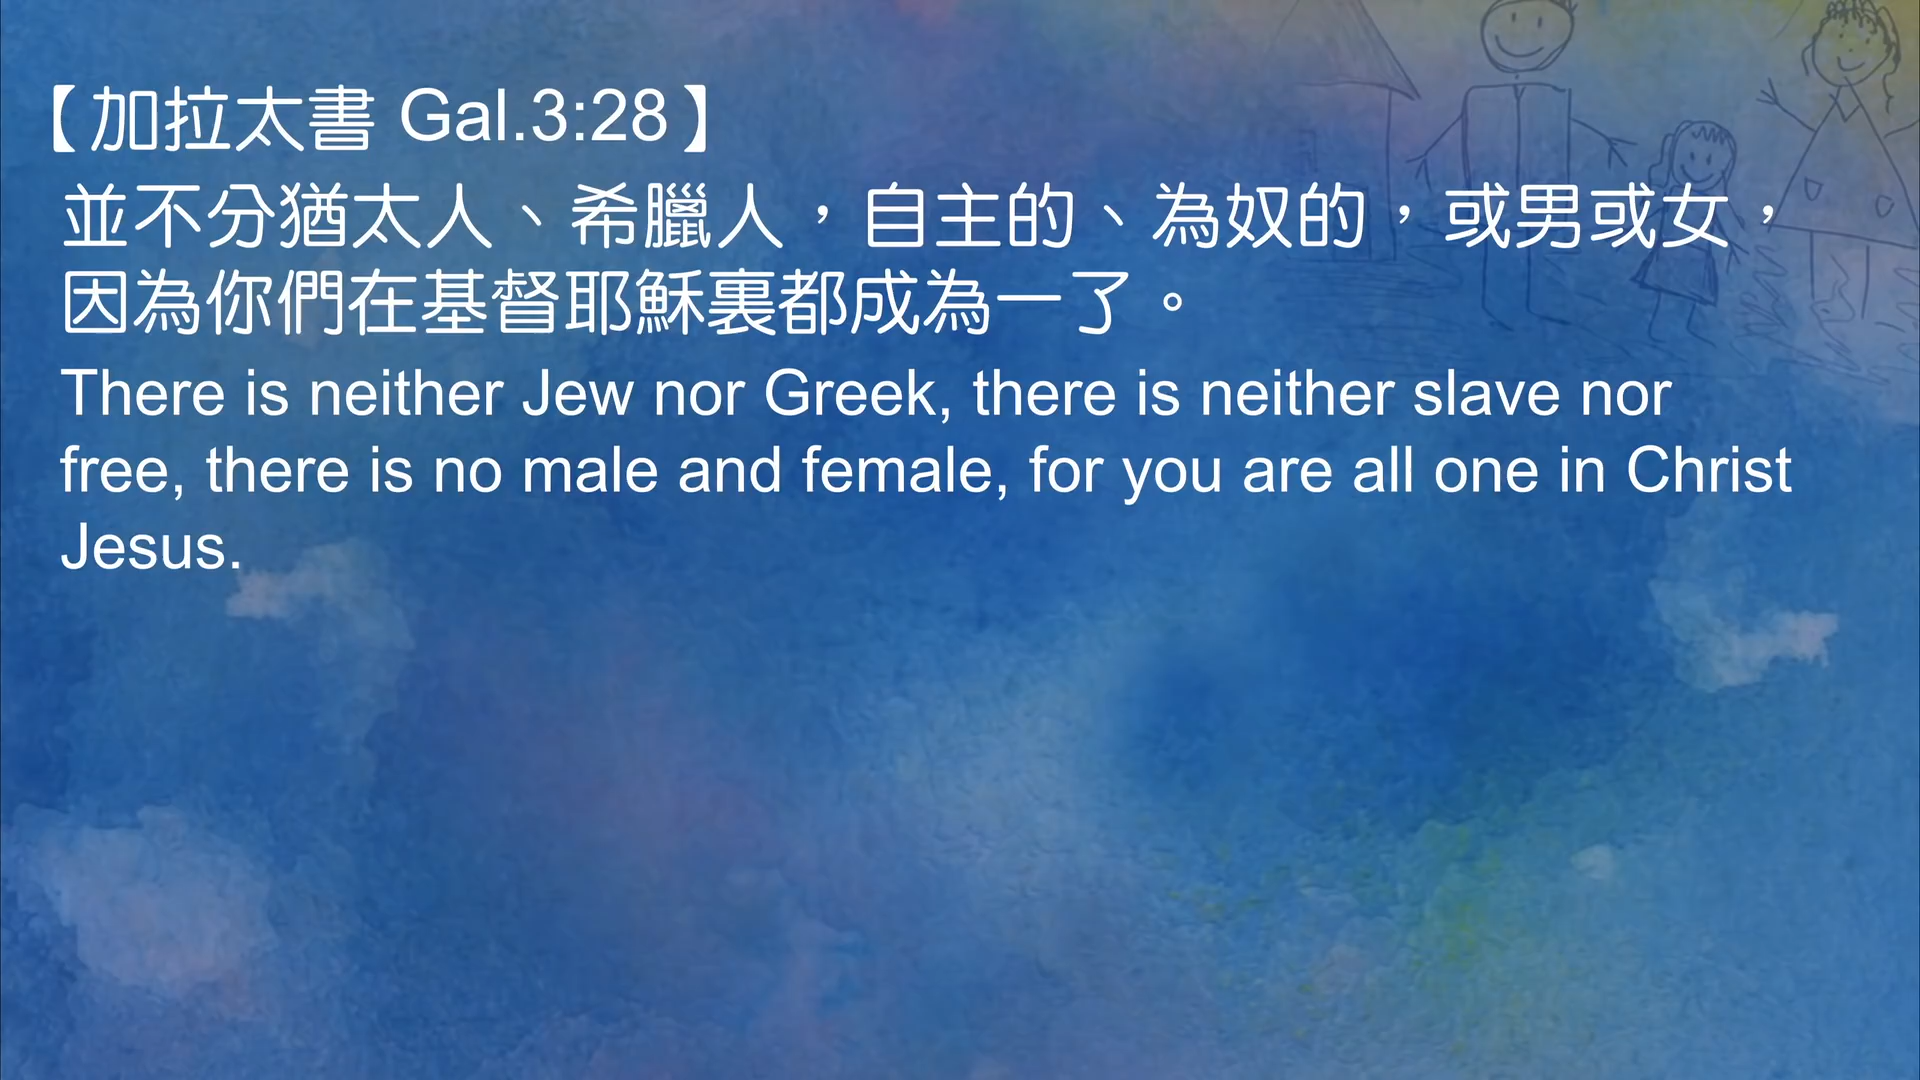 【加拉太書 Gal.3:28】
並不分猶太人、希臘人，自主的、為奴的，或男或女，
因為你們在基督耶穌裏都成為一了。
There is neither Jew nor Greek, there is neither slave nor
free, there is no male and female, for you are all one in Christ
Jesus.